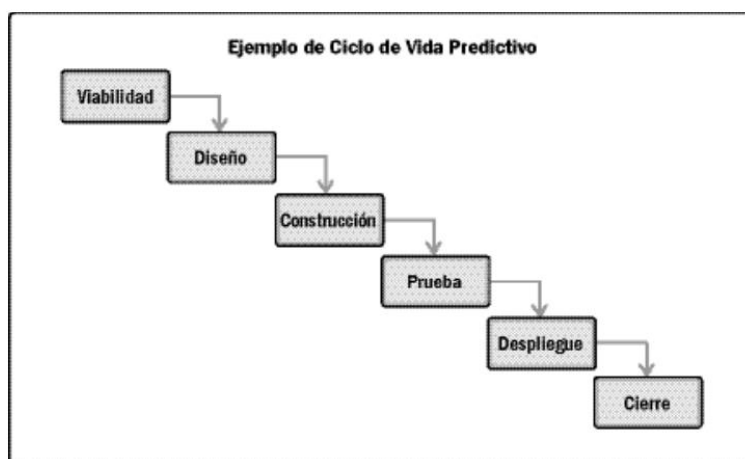 Ejemplo de Ciclo de Vida Predictivo
Viabilidad
Diseño
Construcción
Prueba
Despliegue
Cierre